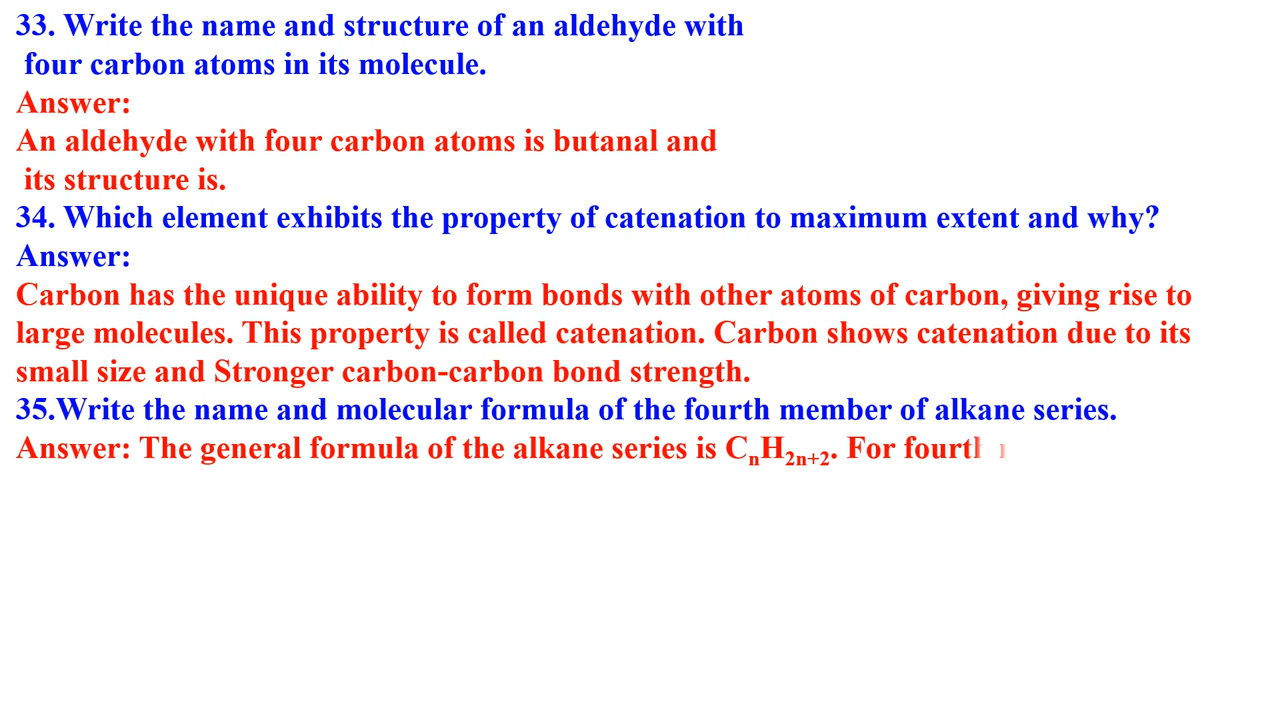 33. Write the name and structure of an aldehyde with
four carbon atoms in its molecule.
Answer:
An aldehyde with four carbon atoms is butanal and
its structure is.
34. Which element exhibits the property of catenation to maximum extent and why?
Answer:
Carbon has the unique ability to form bonds with other atoms of carbon, giving rise to
large molecules. This property is called catenation. Carbon shows catenation due to its
small size and Stronger carbon-carbon bond strength.
35.Write the name and molecular formula of the fourth member of alkane series.
Answer: The general formula of the alkane series is CₙH₂ₙ₊₂. For fourth